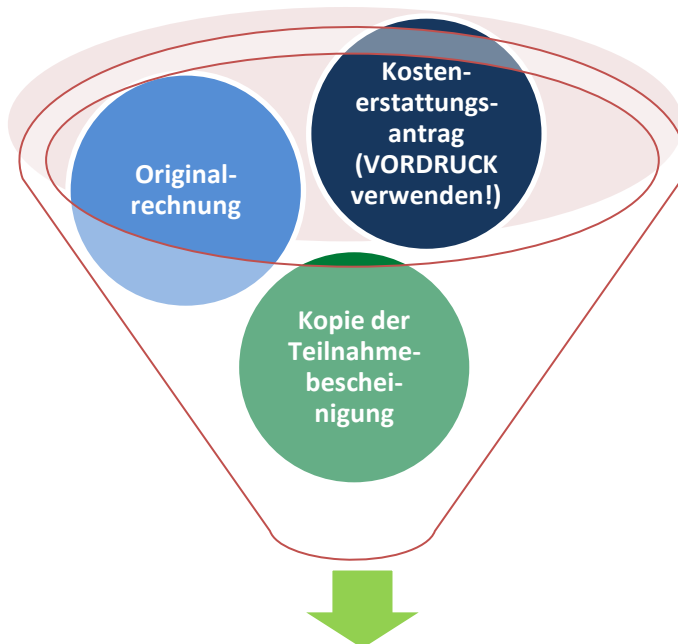 Original-
rechnung
Kosten-
erstattungs-
antrag
(VORDRUCK
verwenden!)
Kopie der
Teilnahme-
beschei-
nigung